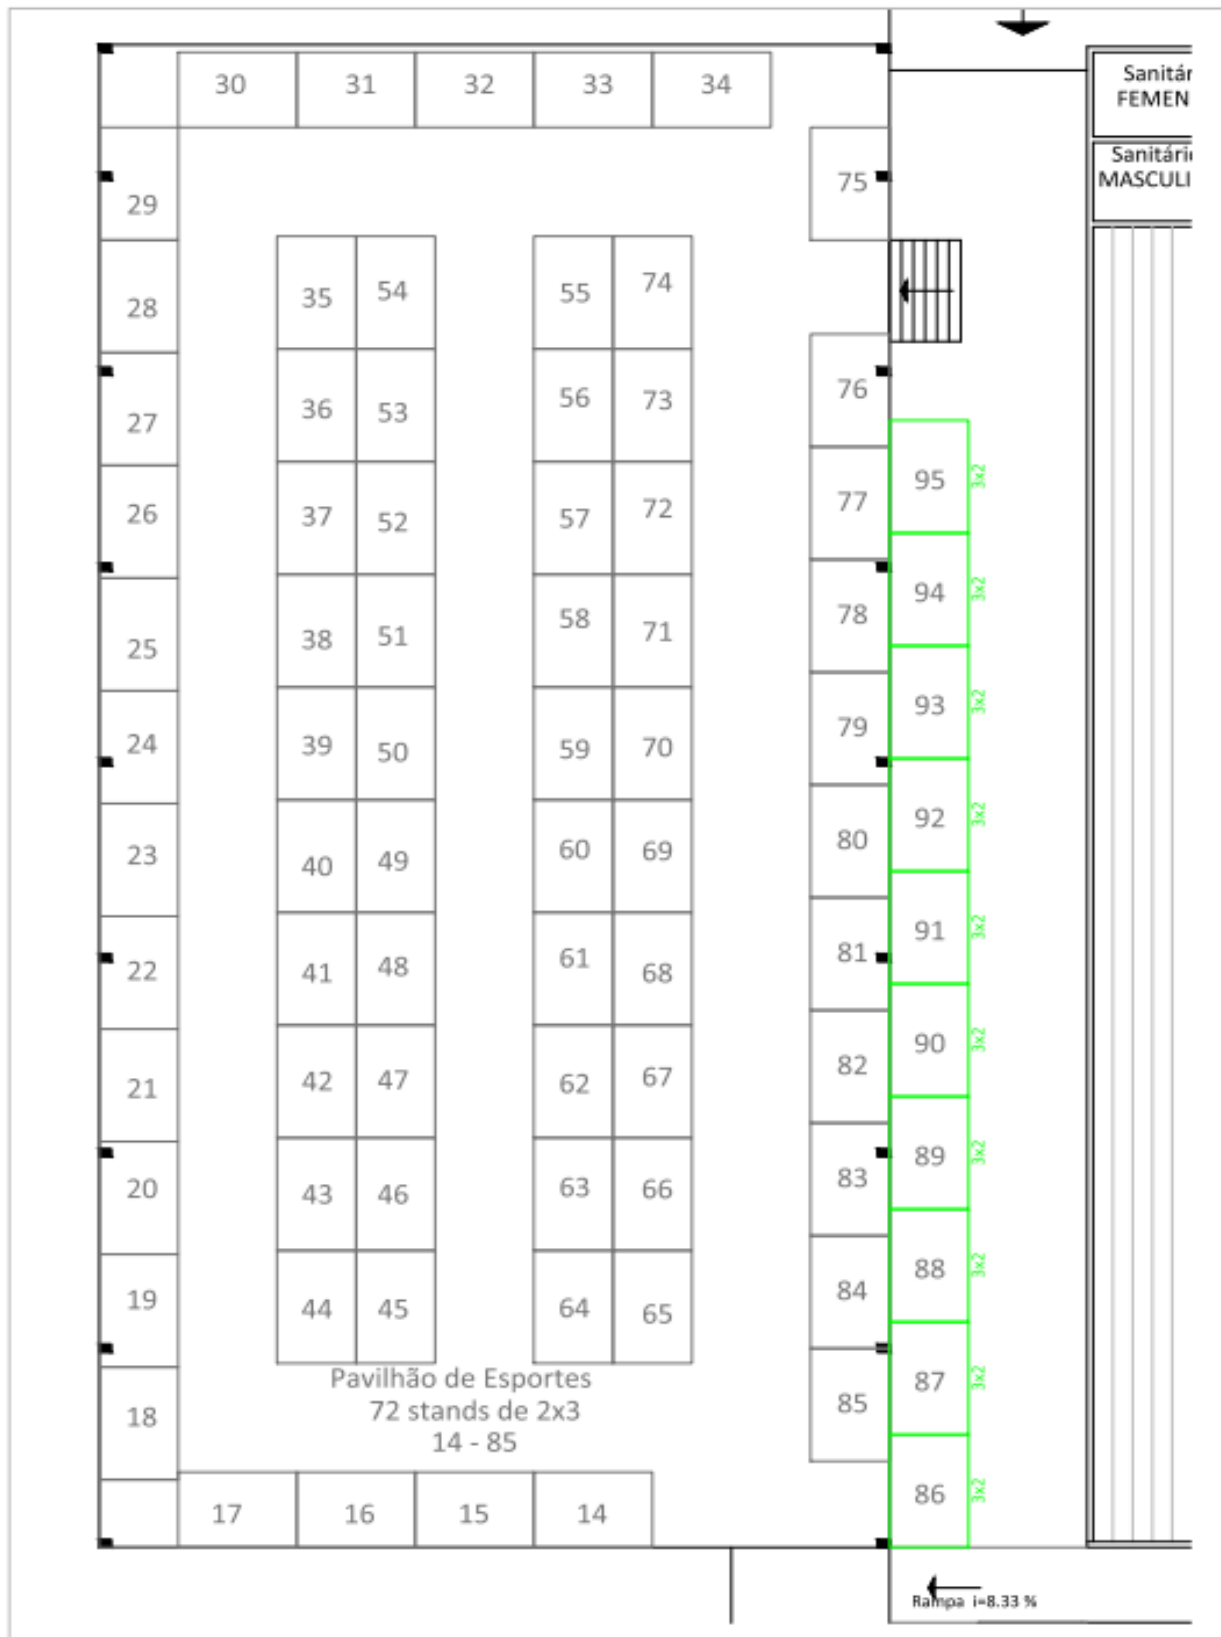 30 31 32 33 34
Sanitár
FEMEN
Sanitári
MASCULI
75
29
28
27
26
25
24
23
22
21
20
19
18
35 54
36 53
37 52
38 51
39 50
40 49
41 48
42 47
43 46
44 45
55 74
56 73
57 72
58 71
59 70
60 69
61 68
62 67
63 66
64 65
76
77
78
79
80
81
82
83
84
85
95 3x2
94 3x2
93 3x2
92 3x2
91 3x2
90 3x2
89 3x2
88 3x2
87 3x2
86 3x2
Pavilhão de Esportes
72 stands de 2x3
14 - 85
17 16 15 14
Rampa i=8.33 %